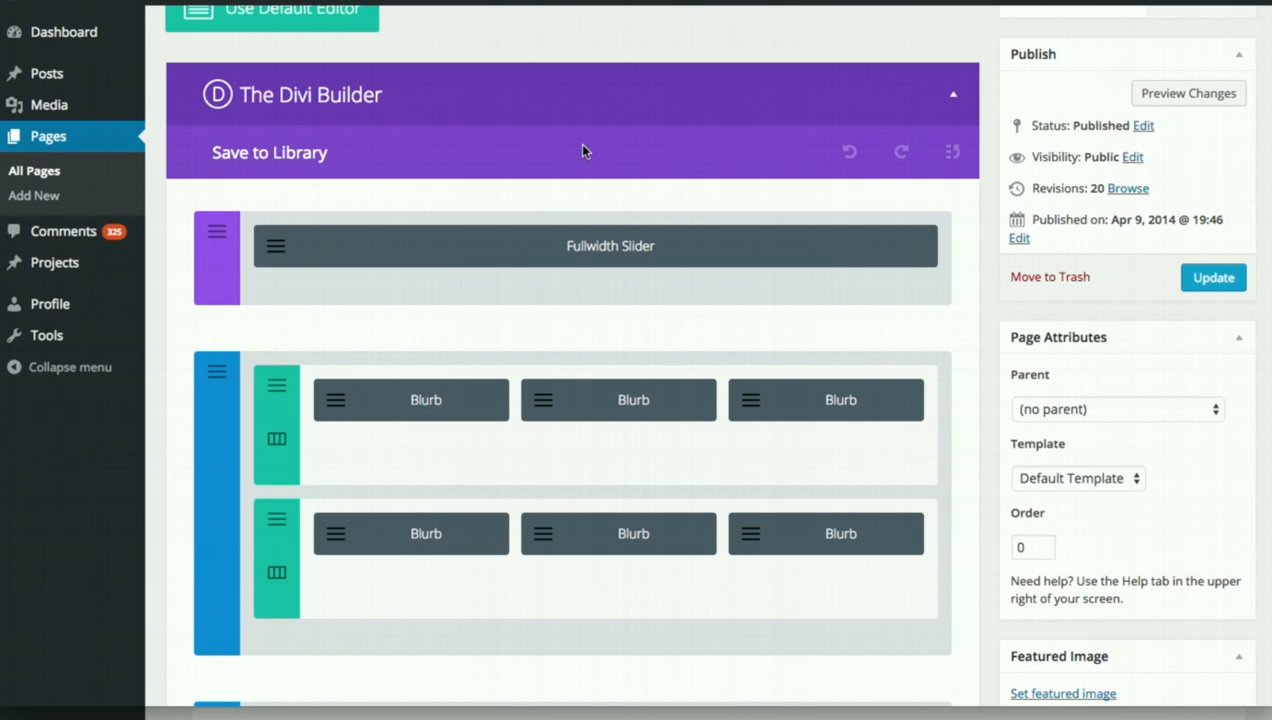 Dashboard
Posts
Media
Pages
All Pages
Add New
Comments 325
Projects
Profile
Tools
Collapse menu
Use Default Editor
D The Divi Builder
Save to Library
Fullwidth Slider
Blurb Blurb Blurb
Blurb Blurb Blurb
Publish
Preview Changes
Status: Published Edit
Visibility: Public Edit
Revisions: 20 Browse
Published on: Apr 9, 2014 @ 19:46
Edit
Move to Trash Update
Page Attributes
Parent
(no parent)
Template
Default Template
Order
0
Need help? Use the Help tab in the upper
right of your screen.
Featured Image
Set featured image